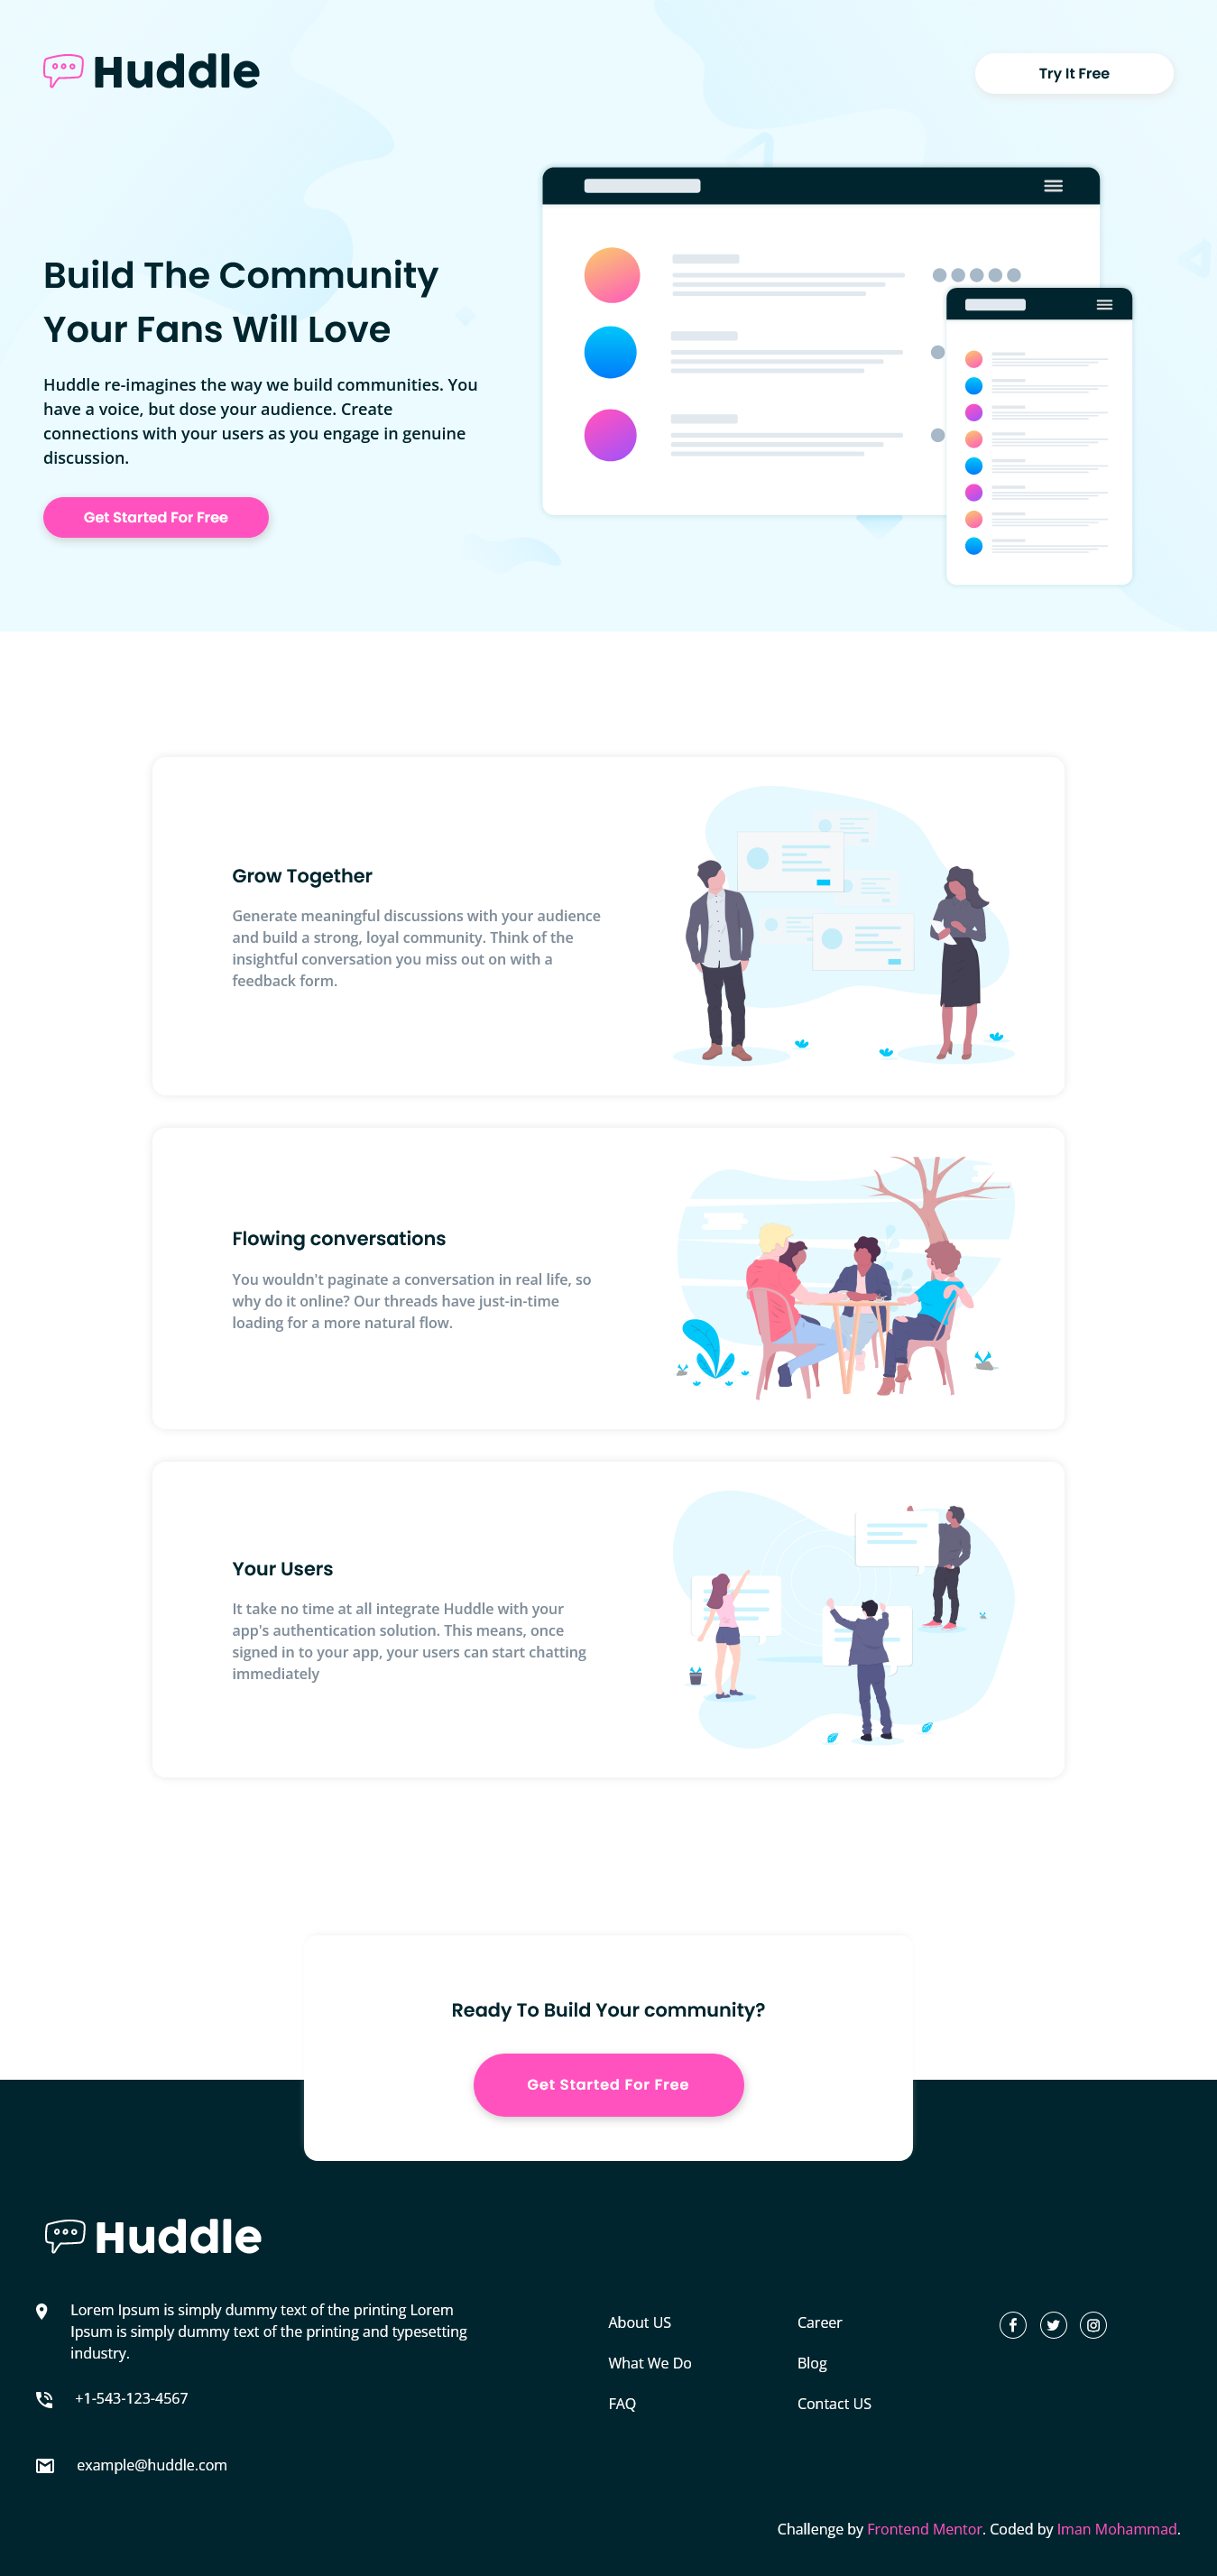 Huddle
Try It Free
Build The Community
Your Fans Will Love
Huddle re-imagines the way we build communities. You
have a voice, but dose your audience. Create
connections with your users as you engage in genuine
discussion.
Get Started For Free
Grow Together
Generate meaningful discussions with your audience
and build a strong, loyal community. Think of the
insightful conversation you miss out on with a
feedback form.
Flowing conversations
You wouldn't paginate a conversation in real life, so
why do it online? Our threads have just-in-time
loading for a more natural flow.
Your Users
It take no time at all integrate Huddle with your
app's authentication solution. This means, once
signed in to your app, your users can start chatting
immediately
Ready To Build Your community?
Get Started For Free
Huddle
Lorem Ipsum is simply dummy text of the printing Lorem
Ipsum is simply dummy text of the printing and typesetting
industry.
+1-543-123-4567
example@huddle.com
About US
What We Do
FAQ
Career
Blog
Contact US
Challenge by Frontend Mentor. Coded by Iman Mohammad.